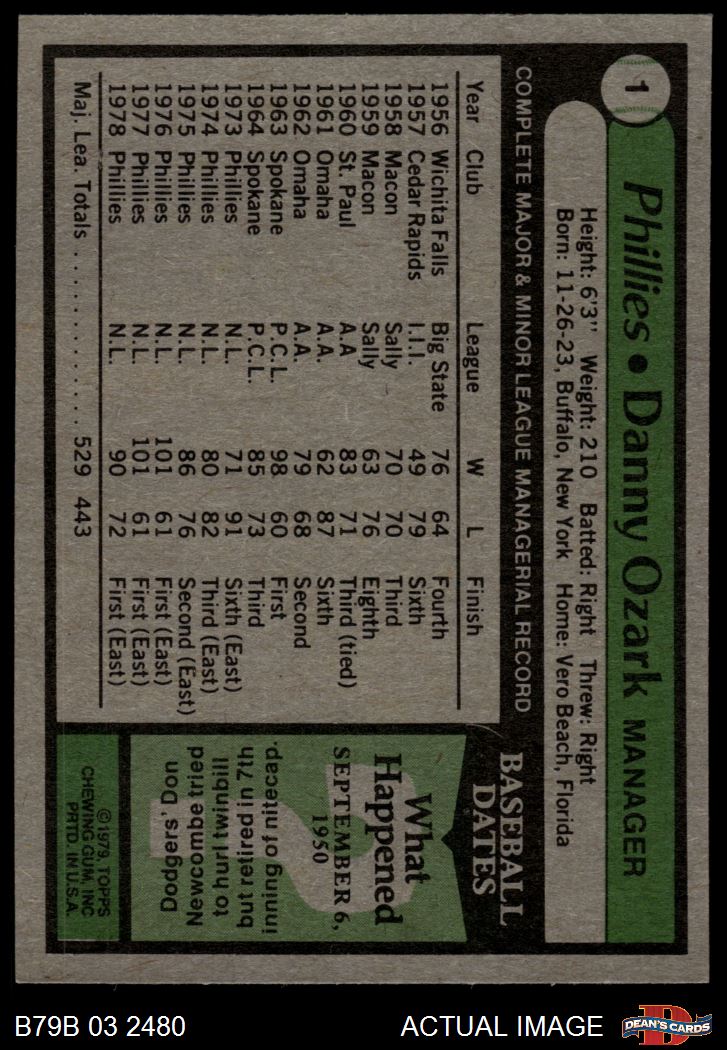 1
Phillies • Danny Ozark MANAGER
Height: 6'3" Weight: 210 Batted: Right Threw: Right
Born: 11-26-23, Buffalo, New York Home: Vero Beach, Florida
COMPLETE MAJOR & MINOR LEAGUE MANAGERIAL RECORD
Year Club League W L Finish
1956 Wichita Falls Big State 76 64 Fourth
1957 Cedar Rapids I.I.I. 49 79 Sixth
1958 Macon Sally 70 70 Third
1959 Macon Sally 63 76 Eighth
1960 St. Paul A.A 83 71 Third (tied)
1961 Omaha A.A. 62 87 Sixth
1962 Omaha A.A. 79 68 Second
1963 Spokane P.C.L. 98 60 First
1964 Spokane P.C.L. 85 73 Third
1973 Phillies N.L. 71 91 Sixth (East)
1974 Phillies N.L. 80 82 Third (East)
1975 Phillies N.L. 86 76 Second (East)
1976 Phillies N.L. 101 61 First (East)
1977 Phillies N.L. 101 61 First (East)
1978 Phillies N.L. 90 72 First (East)
Maj. Lea. Totals . . . . . . . . . . . . . . . . . . . . 529 443
BASEBALL
DATES
What
Happened
SEPTEMBER 6,
1950
Dodgers' Don
Newcombe tried
to hurl twinbill
but retired in 7th
inning of nitecap.
©1979, TOPPS
CHEWING GUM, INC
PRTD. IN U.S.A.
B79B 03 2480
ACTUAL IMAGE
D
DEAN'S CARDS